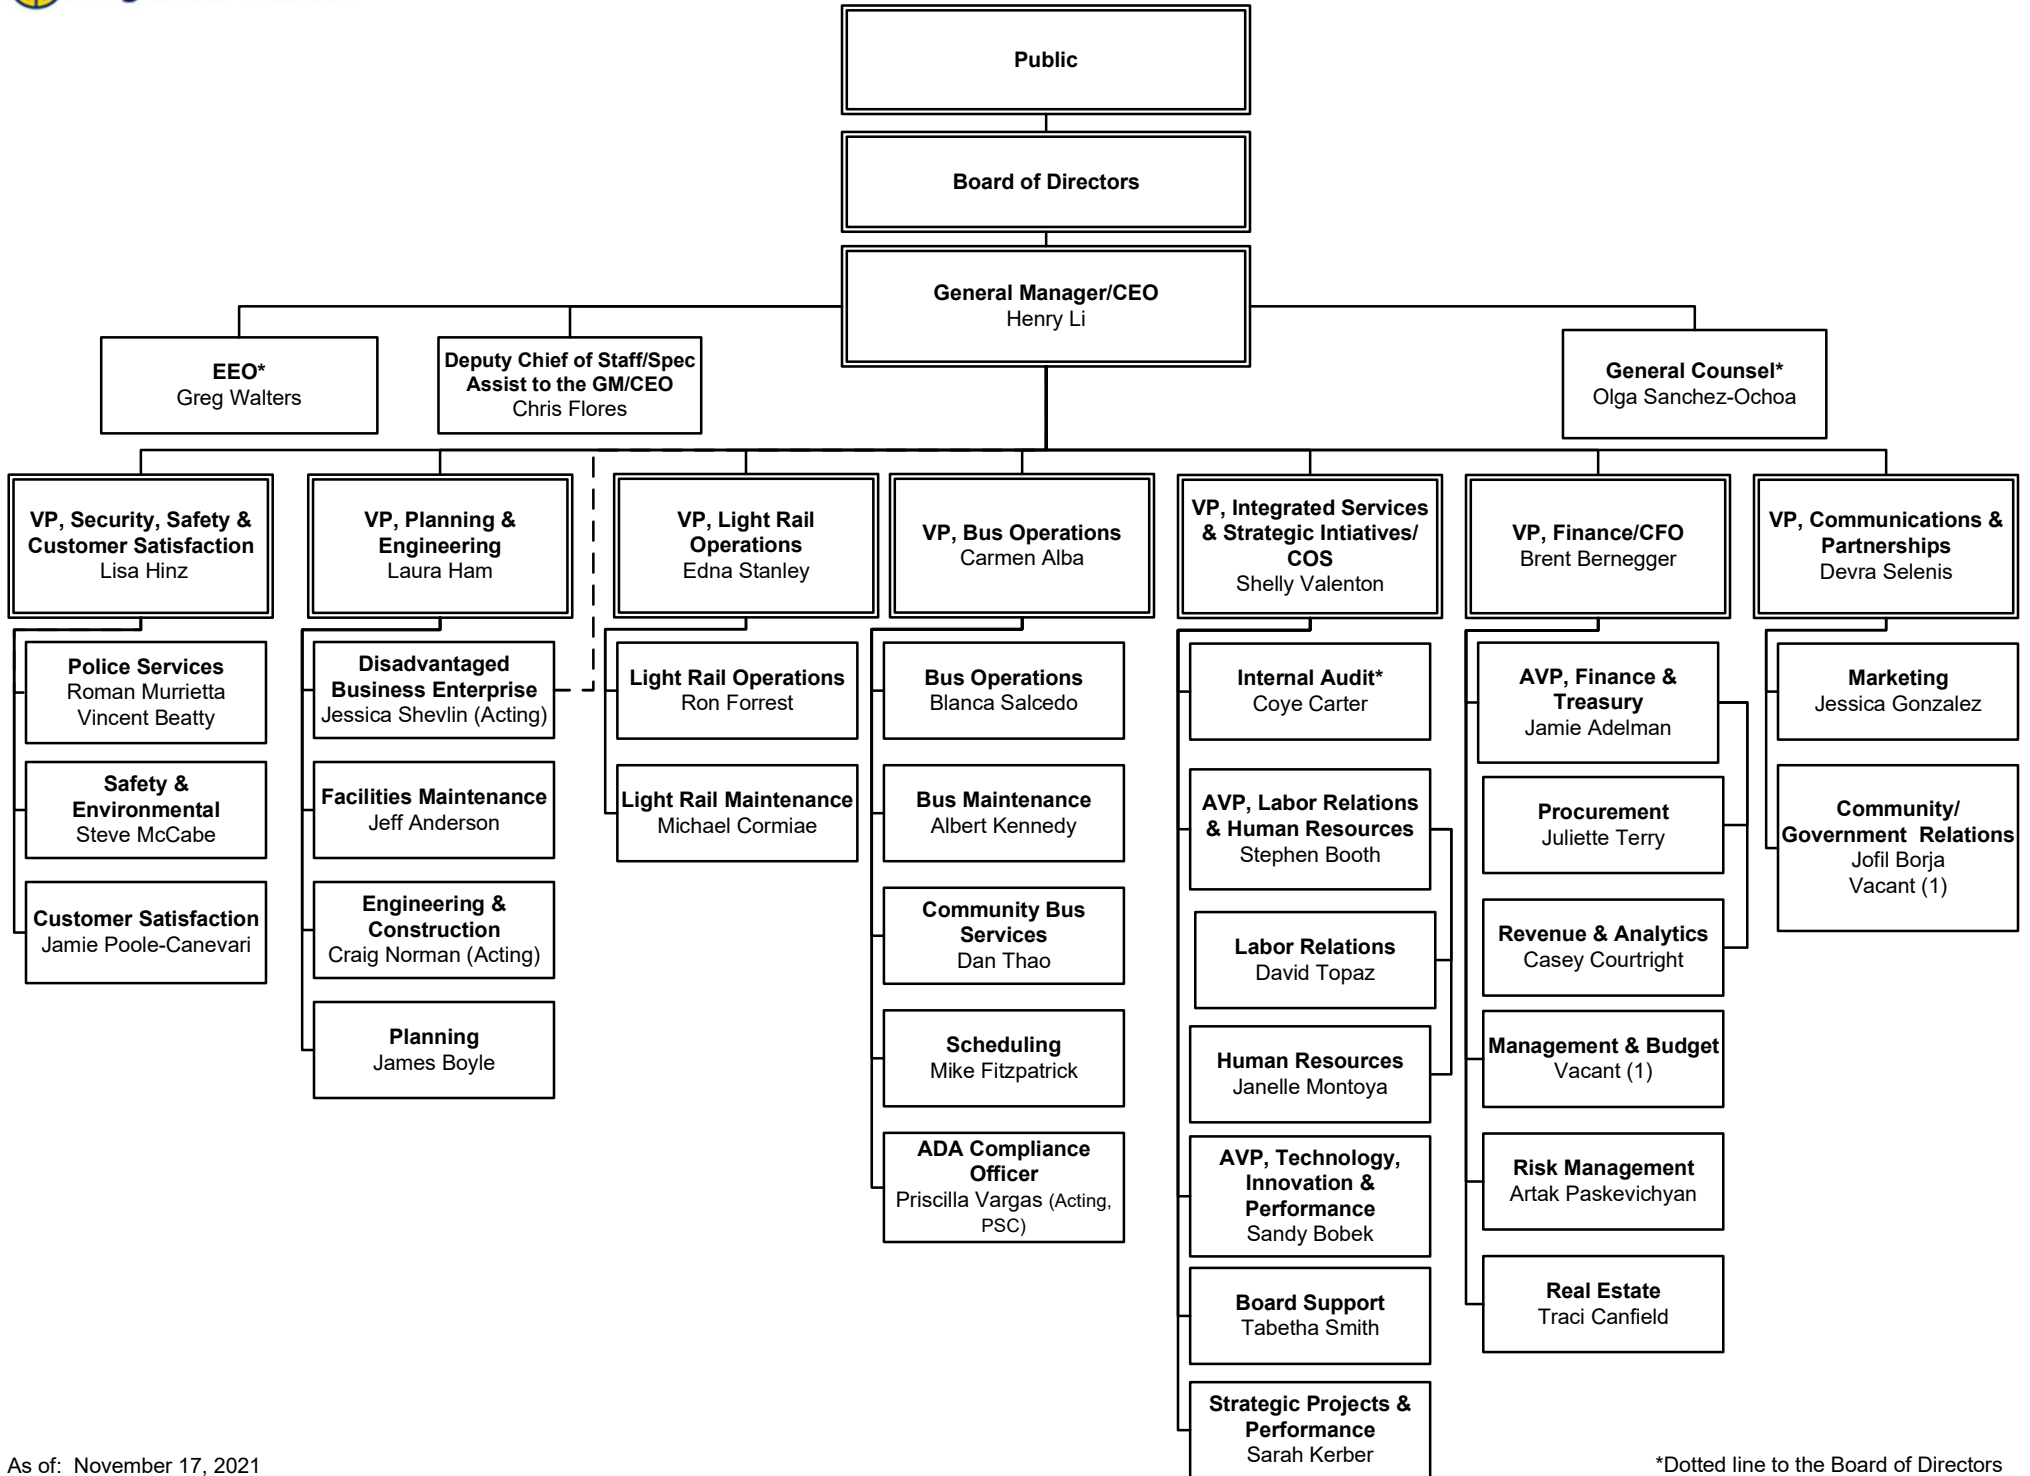 Public
Board of Directors
General Manager/CEO
Henry Li
EEO*
Greg Walters
Deputy Chief of Staff/Spec
Assist to the GM/CEO
Chris Flores
General Counsel*
Olga Sanchez-Ochoa
VP, Security, Safety &
Customer Satisfaction
Lisa Hinz
VP, Planning &
Engineering
Laura Ham
VP, Light Rail
Operations
Edna Stanley
VP, Bus Operations
Carmen Alba
VP, Integrated Services
& Strategic Intiatives/
COS
Shelly Valenton
VP, Finance/CFO
Brent Bernegger
VP, Communications &
Partnerships
Devra Selenis
Police Services
Roman Murrietta
Vincent Beatty
Safety &
Environmental
Steve McCabe
Customer Satisfaction
Jamie Poole-Canevari
Disadvantaged
Business Enterprise
Jessica Shevlin (Acting)
Facilities Maintenance
Jeff Anderson
Engineering &
Construction
Craig Norman (Acting)
Planning
James Boyle
Light Rail Operations
Ron Forrest
Light Rail Maintenance
Michael Cormiae
Bus Operations
Blanca Salcedo
Bus Maintenance
Albert Kennedy
Community Bus
Services
Dan Thao
Scheduling
Mike Fitzpatrick
ADA Compliance
Officer
Priscilla Vargas (Acting,
PSC)
Internal Audit*
Coye Carter
AVP, Labor Relations
& Human Resources
Stephen Booth
Labor Relations
David Topaz
Human Resources
Janelle Montoya
AVP, Technology,
Innovation &
Performance
Sandy Bobek
Board Support
Tabetha Smith
Strategic Projects &
Performance
Sarah Kerber
AVP, Finance &
Treasury
Jamie Adelman
Procurement
Juliette Terry
Revenue & Analytics
Casey Courtright
Management & Budget
Vacant (1)
Risk Management
Artak Paskevichyan
Real Estate
Traci Canfield
Marketing
Jessica Gonzalez
Community/
Government  Relations
Jofil Borja
Vacant (1)
As of:  November 17, 2021
*Dotted line to the Board of Directors